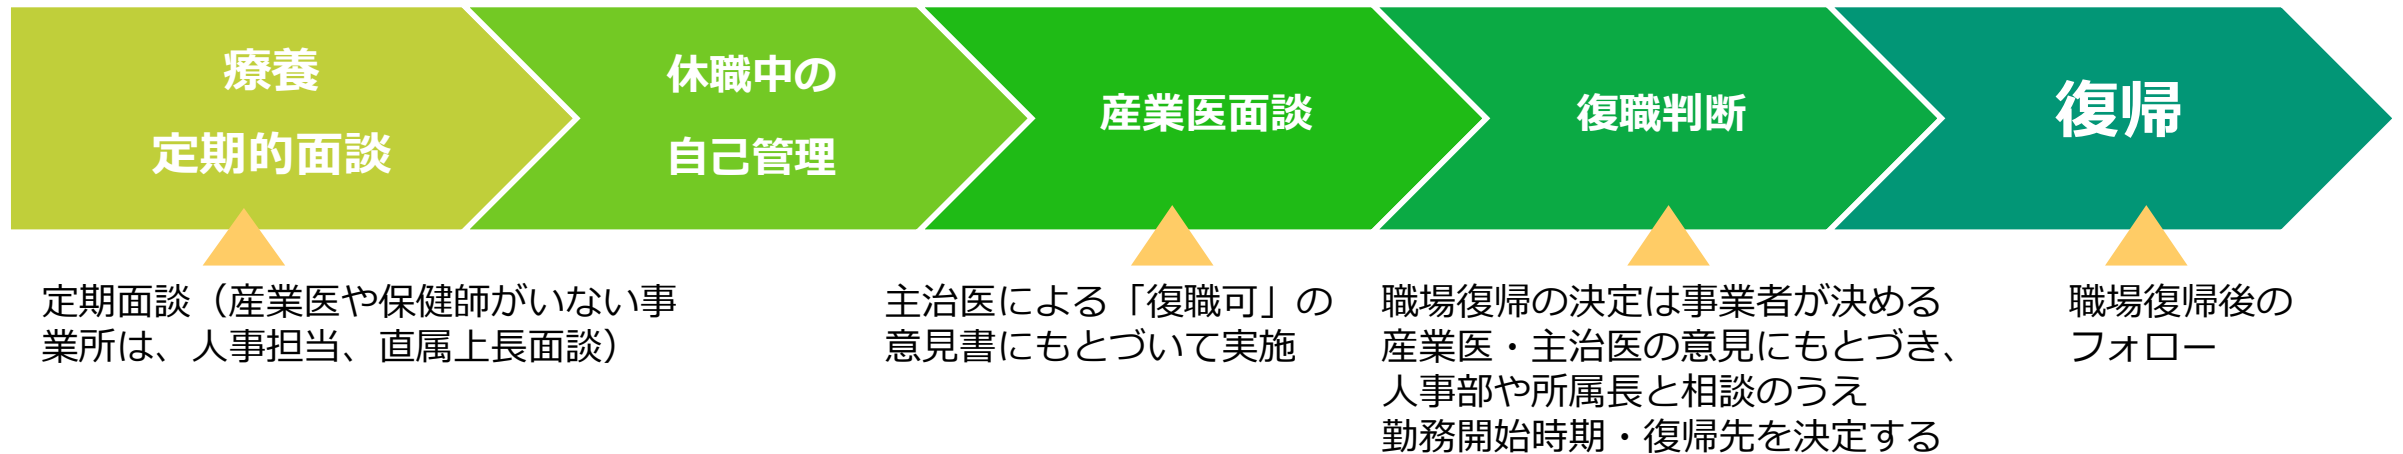 療養
定期的面談
休職中の
自己管理
産業医面談
復職判断
復帰
定期面談（産業医や保健師がいない事
業所は、人事担当、直属上長面談）
主治医による「復職可」の
意見書にもとづいて実施
職場復帰の決定は事業者が決める
産業医・主治医の意見にもとづき、
人事部や所属長と相談のうえ
勤務開始時期・復帰先を決定する
職場復帰後の
フォロー